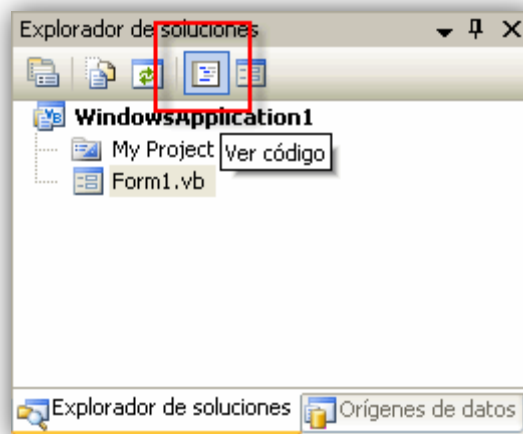 Explorador de soluciones
WindowsApplication1
My Project
Ver código
Form1.vb
Explorador de soluciones
Orígenes de datos